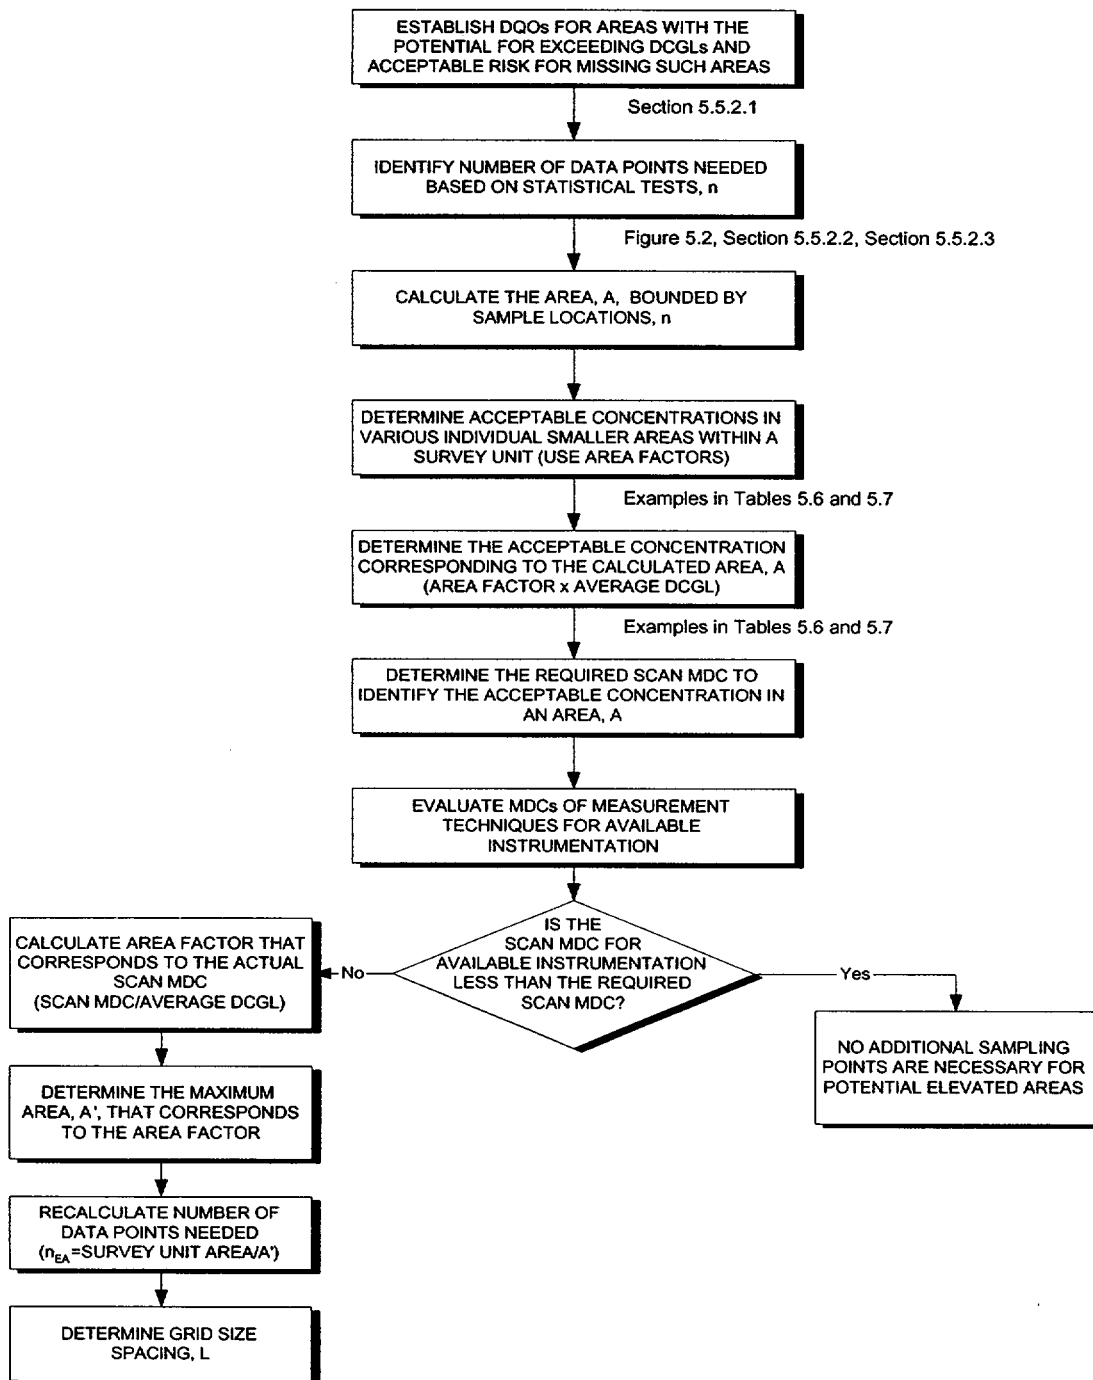 ESTABLISH DQOs FOR AREAS WITH THE
POTENTIAL FOR EXCEEDING DCGLs AND
ACCEPTABLE RISK FOR MISSING SUCH AREAS
Section 5.5.2.1
IDENTIFY NUMBER OF DATA POINTS NEEDED
BASED ON STATISTICAL TESTS, n
Figure 5.2, Section 5.5.2.2, Section 5.5.2.3
CALCULATE THE AREA, A, BOUNDED BY
SAMPLE LOCATIONS, n
DETERMINE ACCEPTABLE CONCENTRATIONS IN
VARIOUS INDIVIDUAL SMALLER AREAS WITHIN A
SURVEY UNIT (USE AREA FACTORS)
Examples in Tables 5.6 and 5.7
DETERMINE THE ACCEPTABLE CONCENTRATION
CORRESPONDING TO THE CALCULATED AREA, A
(AREA FACTOR x AVERAGE DCGL)
Examples in Tables 5.6 and 5.7
DETERMINE THE REQUIRED SCAN MDC TO
IDENTIFY THE ACCEPTABLE CONCENTRATION IN
AN AREA, A
EVALUATE MDCs OF MEASUREMENT
TECHNIQUES FOR AVAILABLE
INSTRUMENTATION
IS THE
SCAN MDC FOR
AVAILABLE INSTRUMENTATION
LESS THAN THE REQUIRED
SCAN MDC?
No
Yes
CALCULATE AREA FACTOR THAT
CORRESPONDS TO THE ACTUAL
SCAN MDC
(SCAN MDC/AVERAGE DCGL)
NO ADDITIONAL SAMPLING
POINTS ARE NECESSARY FOR
POTENTIAL ELEVATED AREAS
DETERMINE THE MAXIMUM
AREA, A', THAT CORRESPONDS
TO THE AREA FACTOR
RECALCULATE NUMBER OF
DATA POINTS NEEDED
(nEA=SURVEY UNIT AREA/A')
DETERMINE GRID SIZE
SPACING, L